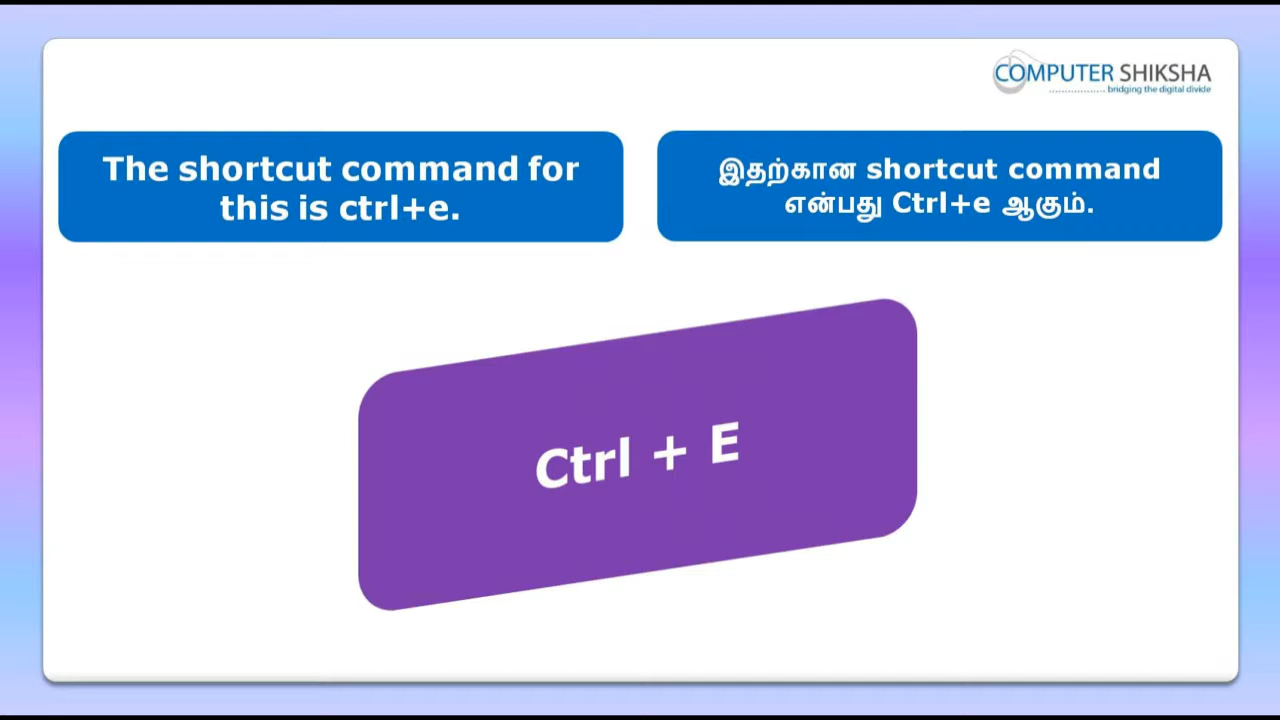 COMPUTER SHIKSHA
bridging the digital divide
The shortcut command for
this is ctrl+e.
இதற்கான shortcut command
என்பது Ctrl+e ஆகும்.
Ctrl + E